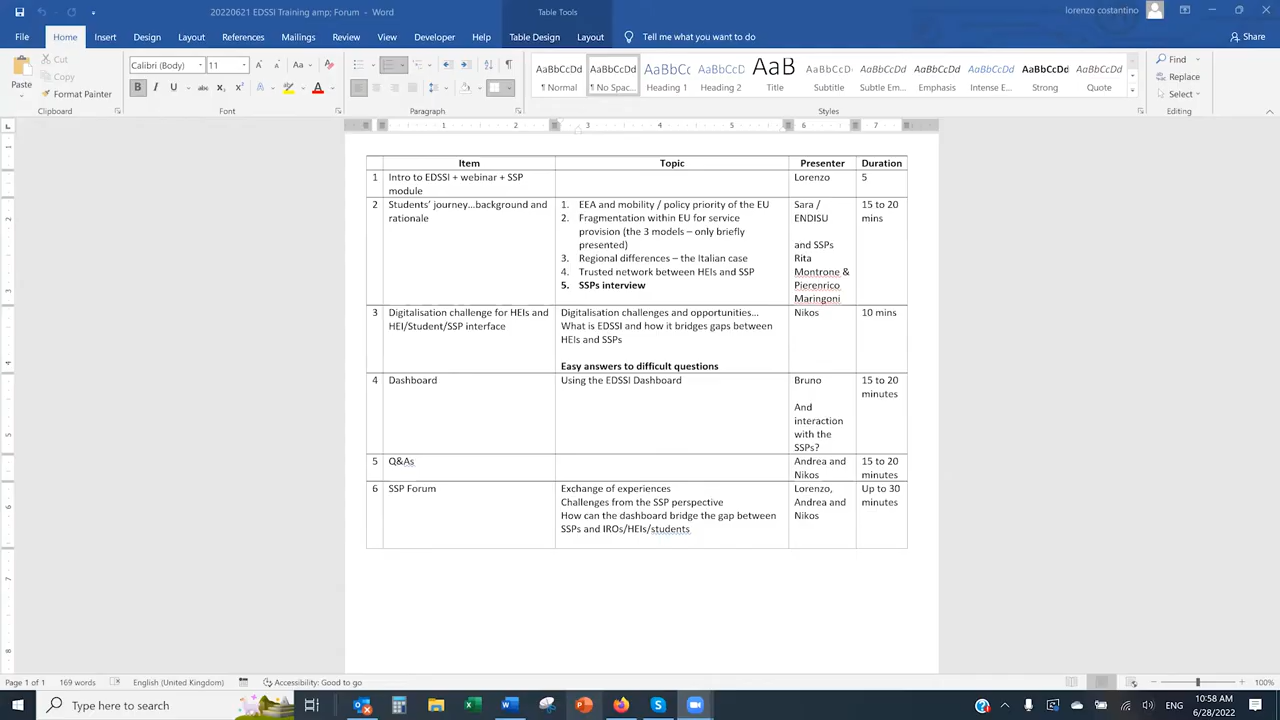 20220621 EDSSI Training amp; Forum - Word
Table Tools
lorenzo costantino
File Home Insert Design Layout References Mailings Review View Developer Help Table Design Layout Tell me what you want to do Share
Paste
Cut
Copy
Format Painter
Clipboard
Calibri (Body) 11
Font
Paragraph
AaBbCcDd ¶ Normal
AaBbCcDd ¶ No Spac...
AaBbCc Heading 1
AaBbCcD Heading 2
AaB Title
AaBbCcD Subtitle
AaBbCcDd Subtle Em...
AaBbCcDd Emphasis
AaBbCcDd Intense E...
AaBbCcDd Strong
AaBbCcDd Quote
Styles
Find
Replace
Select
Editing
1 2 3 4 5 6 7
Item Topic Presenter Duration
1 Intro to EDSSI + webinar + SSP Lorenzo 5
module
2 Students’ journey...background and 1. EEA and mobility / policy priority of the EU Sara / 15 to 20
rationale 2. Fragmentation within EU for service ENDISU mins
provision (the 3 models – only briefly
presented) and SSPs
3. Regional differences – the Italian case Rita
4. Trusted network between HEIs and SSP Montrone &
5. SSPs interview Pierenrico
Maringoni
3 Digitalisation challenge for HEIs and Digitalisation challenges and opportunities... Nikos 10 mins
HEI/Student/SSP interface What is EDSSI and how it bridges gaps between
HEIs and SSPs
Easy answers to difficult questions
4 Dashboard Using the EDSSI Dashboard Bruno 15 to 20
minutes
And
interaction
with the
SSPs?
5 Q&As Andrea and 15 to 20
Nikos minutes
6 SSP Forum Exchange of experiences Lorenzo, Up to 30
Challenges from the SSP perspective Andrea and minutes
How can the dashboard bridge the gap between Nikos
SSPs and IROs/HEIs/students
Page 1 of 1 169 words English (United Kingdom) Accessibility: Good to go 100%
Type here to search
10:58 AM
6/28/2022